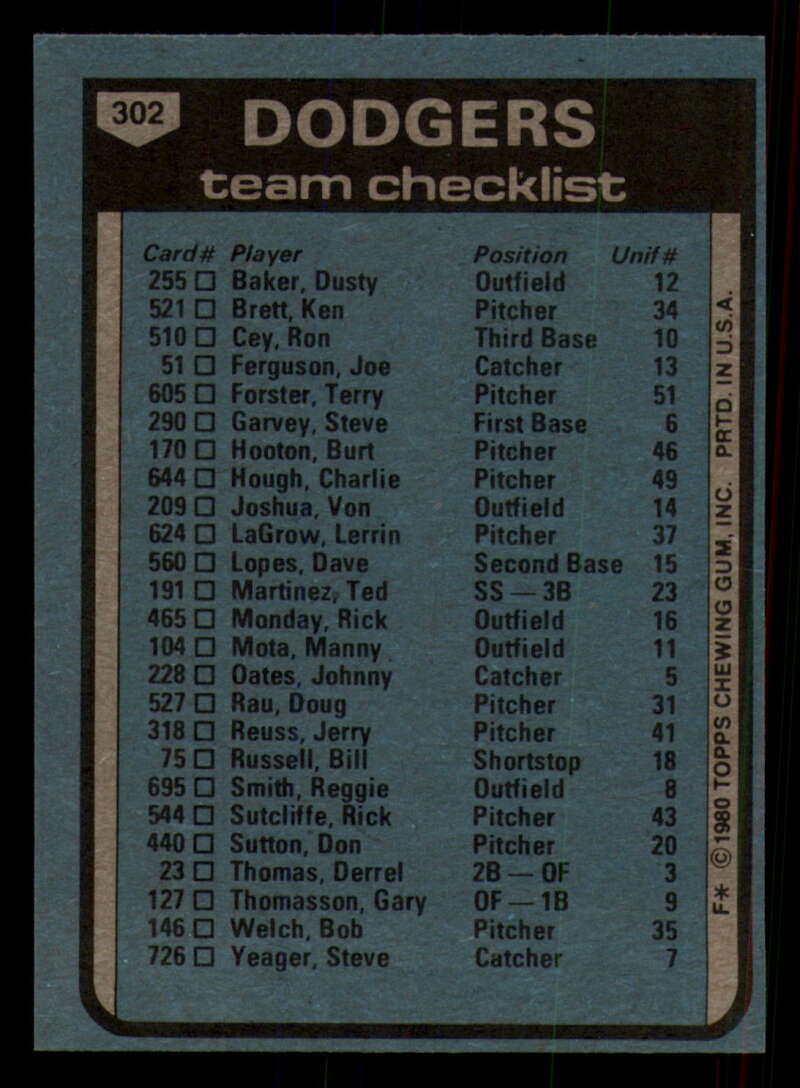 302
DODGERS
team checklist
Card# Player Position Unif#
255 □ Baker, Dusty Outfield 12
521 □ Brett, Ken Pitcher 34
510 □ Cey, Ron Third Base 10
51 □ Ferguson, Joe Catcher 13
605 □ Forster, Terry Pitcher 51
290 □ Garvey, Steve First Base 6
170 □ Hooton, Burt Pitcher 46
644 □ Hough, Charlie Pitcher 49
209 □ Joshua, Von Outfield 14
624 □ LaGrow, Lerrin Pitcher 37
560 □ Lopes, Dave Second Base 15
191 □ Martinez, Ted SS — 3B 23
465 □ Monday, Rick Outfield 16
104 □ Mota, Manny Outfield 11
228 □ Oates, Johnny Catcher 5
527 □ Rau, Doug Pitcher 31
318 □ Reuss, Jerry Pitcher 41
75 □ Russell, Bill Shortstop 18
695 □ Smith, Reggie Outfield 8
544 □ Sutcliffe, Rick Pitcher 43
440 □ Sutton, Don Pitcher 20
23 □ Thomas, Derrel 2B — OF 3
127 □ Thomasson, Gary OF — 1B 9
146 □ Welch, Bob Pitcher 35
726 □ Yeager, Steve Catcher 7
F* © 1980 TOPPS CHEWING GUM, INC. PRTD. IN U.S.A.